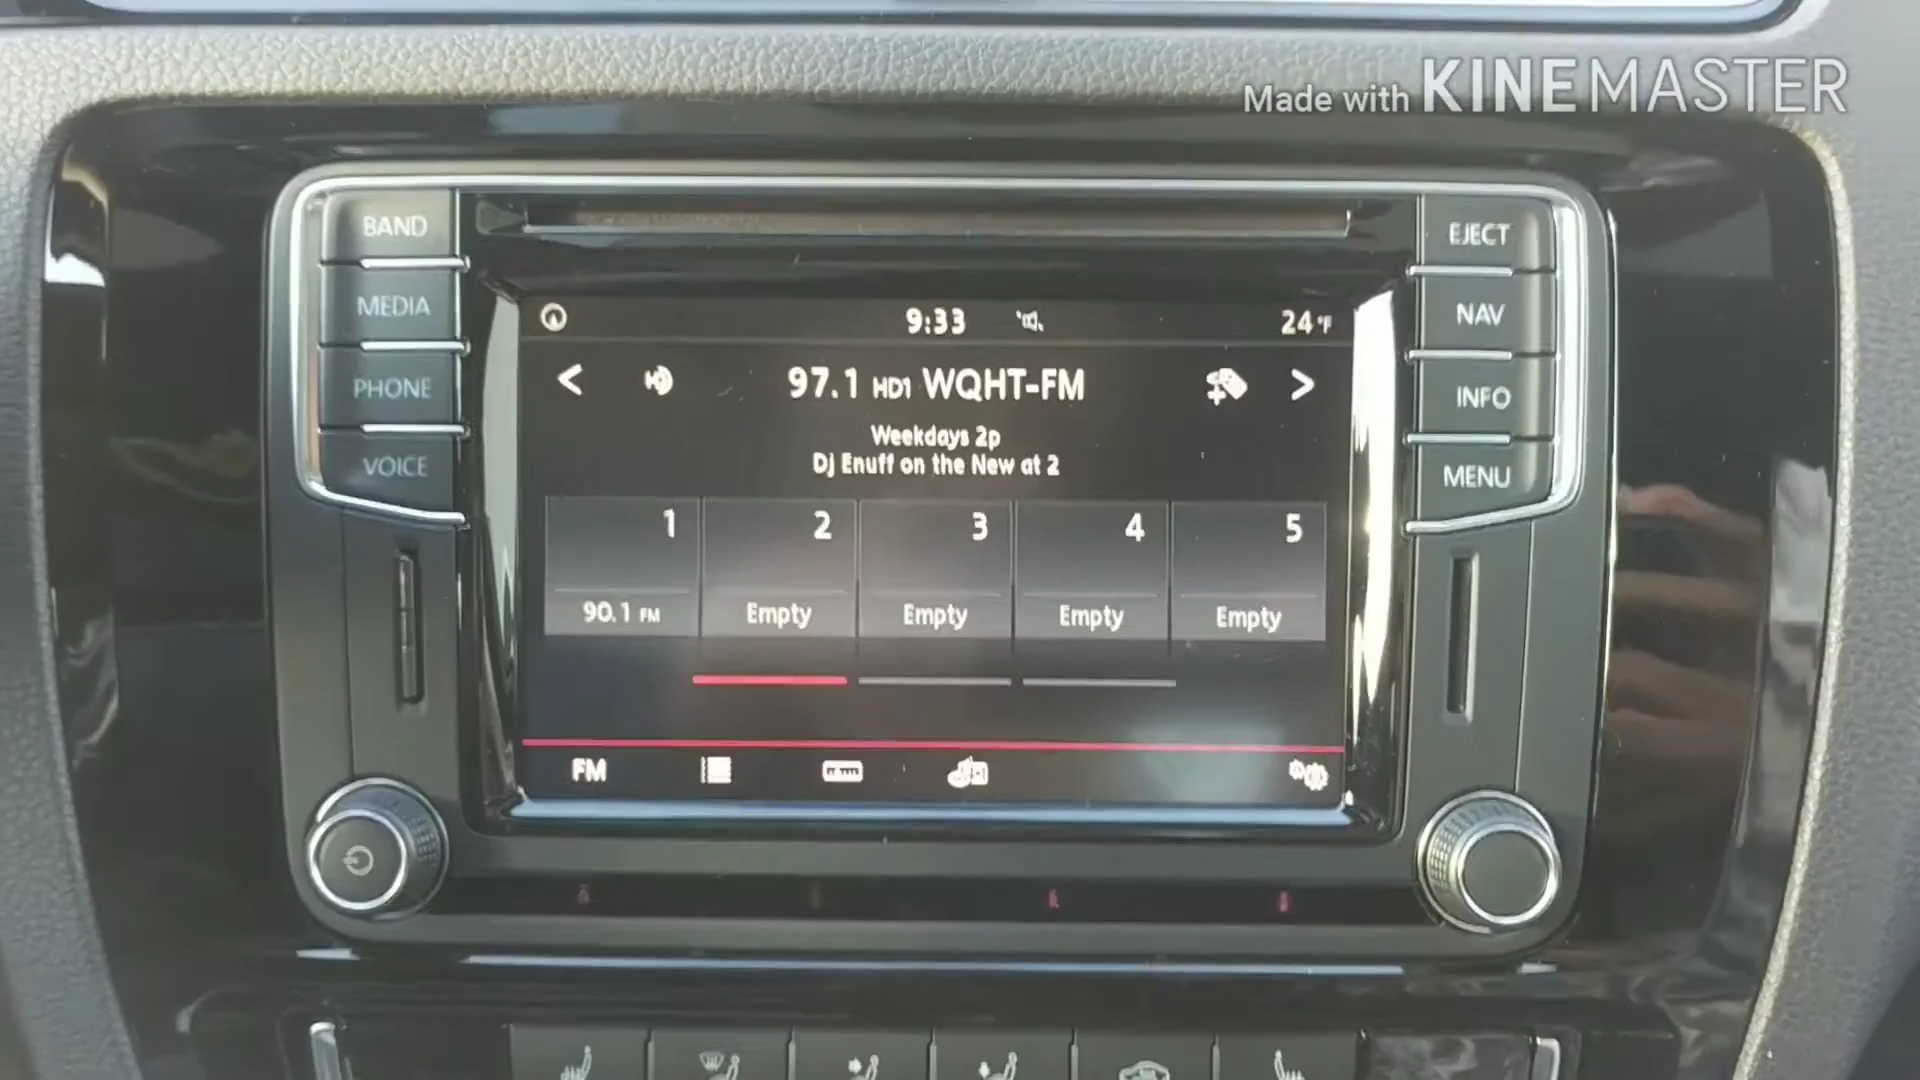 Made with KINEMASTER
BAND
EJECT
MEDIA
NAV
PHONE
INFO
VOICE
MENU
9:33
24°F
97.1 HD1 WQHT-FM
Weekdays 2p
Dj Enuff on the New at 2
1
2
3
4
5
90.1 FM
Empty
Empty
Empty
Empty
FM